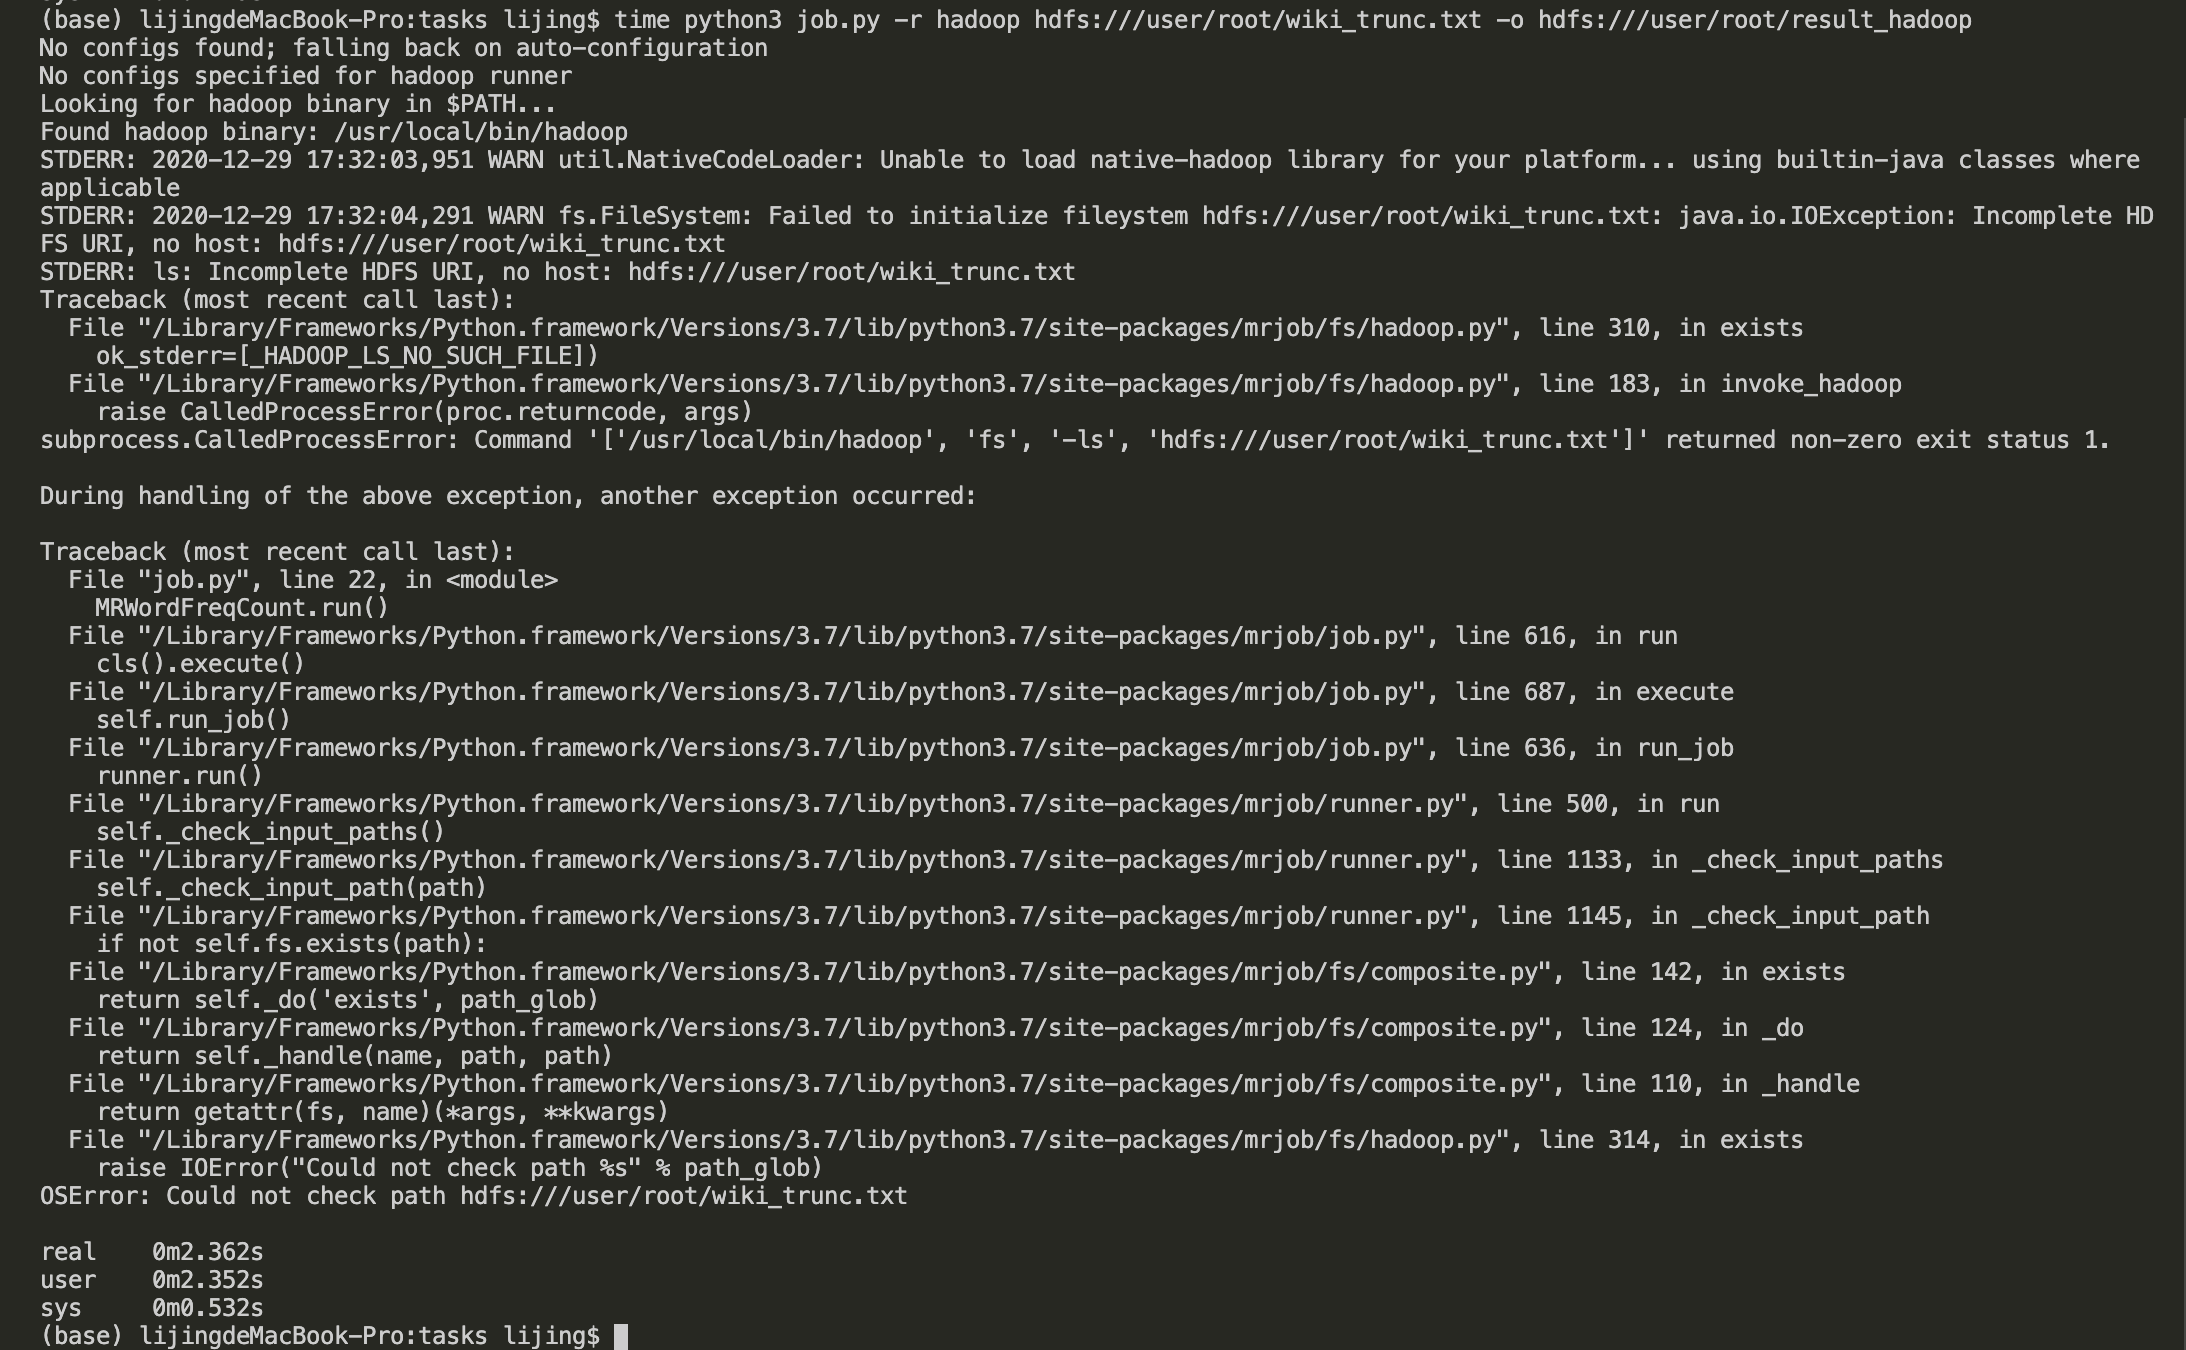 (base) lijingdeMacBook-Pro:tasks lijing$ time python3 job.py -r hadoop hdfs:///user/root/wiki_trunc.txt -o hdfs:///user/root/result_hadoop
No configs found; falling back on auto-configuration
No configs specified for hadoop runner
Looking for hadoop binary in $PATH...
Found hadoop binary: /usr/local/bin/hadoop
STDERR: 2020-12-29 17:32:03,951 WARN util.NativeCodeLoader: Unable to load native-hadoop library for your platform... using builtin-java classes where
applicable
STDERR: 2020-12-29 17:32:04,291 WARN fs.FileSystem: Failed to initialize fileystem hdfs:///user/root/wiki_trunc.txt: java.io.IOException: Incomplete HD
FS URI, no host: hdfs:///user/root/wiki_trunc.txt
STDERR: ls: Incomplete HDFS URI, no host: hdfs:///user/root/wiki_trunc.txt
Traceback (most recent call last):
  File "/Library/Frameworks/Python.framework/Versions/3.7/lib/python3.7/site-packages/mrjob/fs/hadoop.py", line 310, in exists
    ok_stderr=[_HADOOP_LS_NO_SUCH_FILE])
  File "/Library/Frameworks/Python.framework/Versions/3.7/lib/python3.7/site-packages/mrjob/fs/hadoop.py", line 183, in invoke_hadoop
    raise CalledProcessError(proc.returncode, args)
subprocess.CalledProcessError: Command '['/usr/local/bin/hadoop', 'fs', '-ls', 'hdfs:///user/root/wiki_trunc.txt']' returned non-zero exit status 1.

During handling of the above exception, another exception occurred:

Traceback (most recent call last):
  File "job.py", line 22, in <module>
    MRWordFreqCount.run()
  File "/Library/Frameworks/Python.framework/Versions/3.7/lib/python3.7/site-packages/mrjob/job.py", line 616, in run
    cls().execute()
  File "/Library/Frameworks/Python.framework/Versions/3.7/lib/python3.7/site-packages/mrjob/job.py", line 687, in execute
    self.run_job()
  File "/Library/Frameworks/Python.framework/Versions/3.7/lib/python3.7/site-packages/mrjob/job.py", line 636, in run_job
    runner.run()
  File "/Library/Frameworks/Python.framework/Versions/3.7/lib/python3.7/site-packages/mrjob/runner.py", line 500, in run
    self._check_input_paths()
  File "/Library/Frameworks/Python.framework/Versions/3.7/lib/python3.7/site-packages/mrjob/runner.py", line 1133, in _check_input_paths
    self._check_input_path(path)
  File "/Library/Frameworks/Python.framework/Versions/3.7/lib/python3.7/site-packages/mrjob/runner.py", line 1145, in _check_input_path
    if not self.fs.exists(path):
  File "/Library/Frameworks/Python.framework/Versions/3.7/lib/python3.7/site-packages/mrjob/fs/composite.py", line 142, in exists
    return self._do('exists', path_glob)
  File "/Library/Frameworks/Python.framework/Versions/3.7/lib/python3.7/site-packages/mrjob/fs/composite.py", line 124, in _do
    return self._handle(name, path, path)
  File "/Library/Frameworks/Python.framework/Versions/3.7/lib/python3.7/site-packages/mrjob/fs/composite.py", line 110, in _handle
    return getattr(fs, name)(*args, **kwargs)
  File "/Library/Frameworks/Python.framework/Versions/3.7/lib/python3.7/site-packages/mrjob/fs/hadoop.py", line 314, in exists
    raise IOError("Could not check path %s" % path_glob)
OSError: Could not check path hdfs:///user/root/wiki_trunc.txt

real    0m2.362s
user    0m2.352s
sys     0m0.532s
(base) lijingdeMacBook-Pro:tasks lijing$